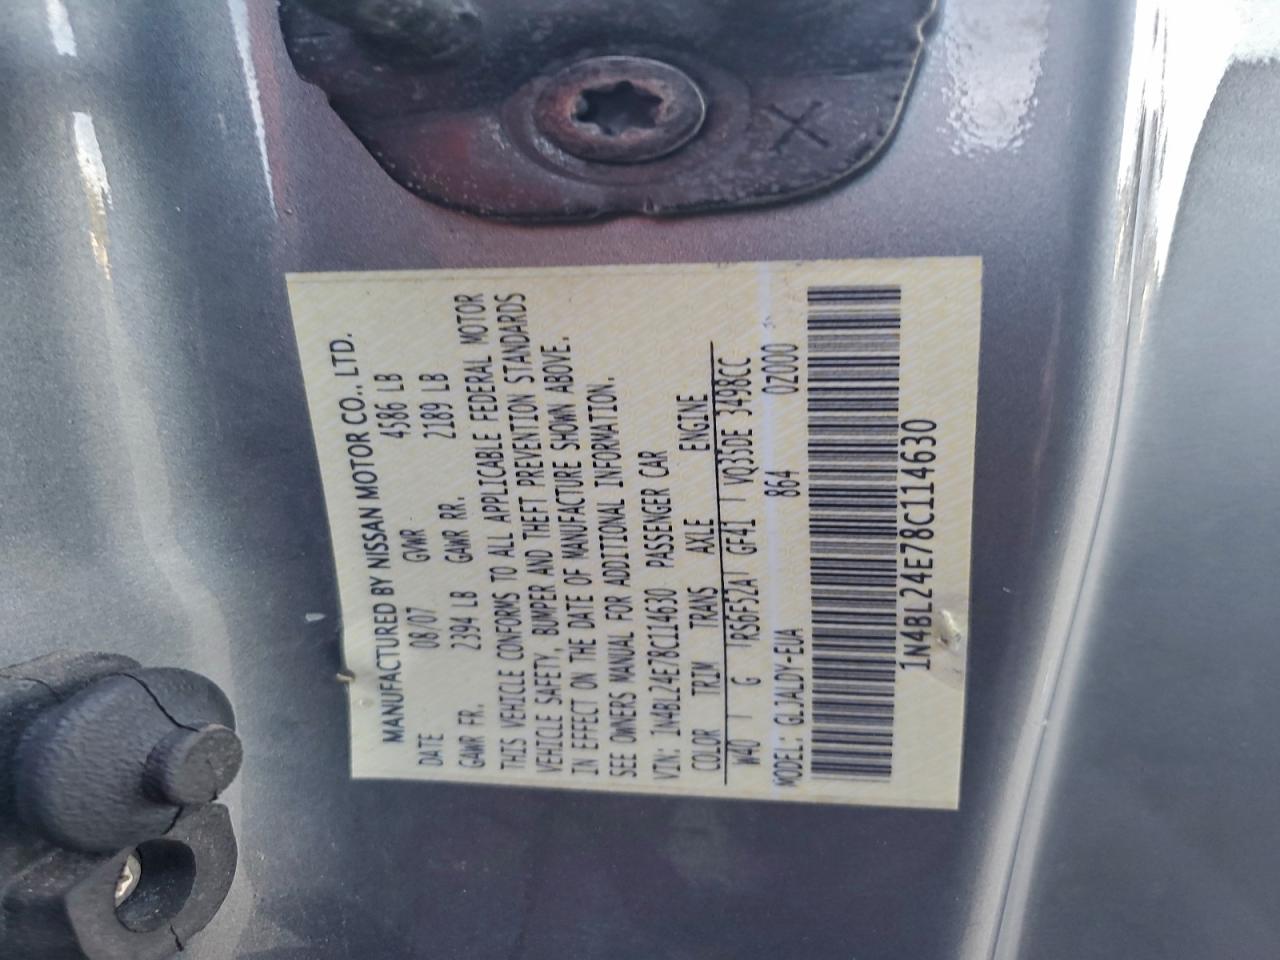 MANUFACTURED BY NISSAN MOTOR CO., LTD.
DATE 08/07 GVWR 4586 LB
GAWR FR. 2394 LB GAWR RR. 2189 LB
THIS VEHICLE CONFORMS TO ALL APPLICABLE FEDERAL MOTOR
VEHICLE SAFETY, BUMPER AND THEFT PREVENTION STANDARDS
IN EFFECT ON THE DATE OF MANUFACTURE SHOWN ABOVE.
SEE OWNERS MANUAL FOR ADDITIONAL INFORMATION.
VIN: 1N4BL24E78C114630 PASSENGER CAR
COLOR TRIM TRANS AXLE ENGINE
W40 G RS6F52A GF41 VQ35DE 3498CC
MODEL: GLJALDY-EUA 864 02000
1N4BL24E78C114630